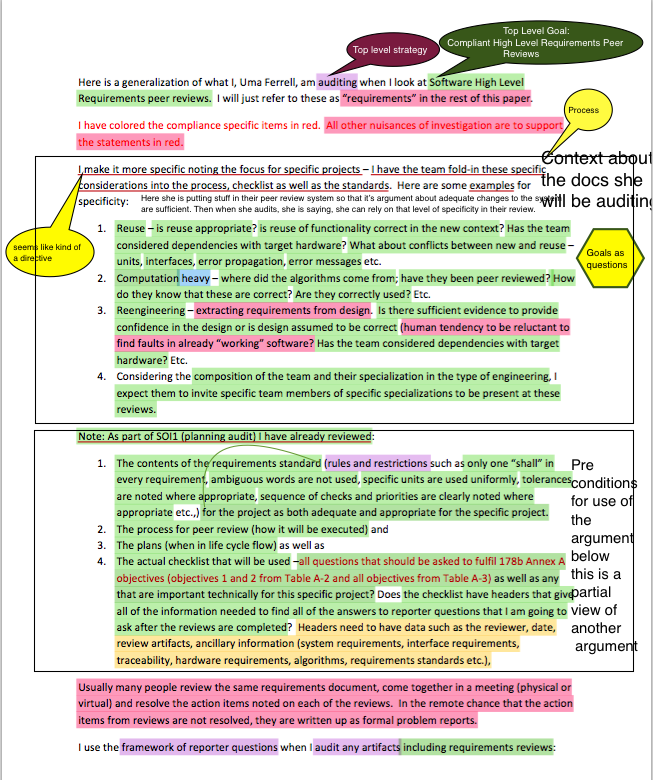 Top level strategy
Top Level Goal:
Compliant High Level Requirements Peer
Reviews
Here is a generalization of what I, Uma Ferrell, am auditing when I look at Software High Level
Requirements peer reviews.  I will just refer to these as “requirements” in the rest of this paper.
Process
I have colored the compliance specific items in red.  All other nuisances of investigation are to support
the statements in red.
Context about
the docs she
will be auditing
I make it more specific noting the focus for specific projects – I have the team fold-in these specific
considerations into the process, checklist as well as the standards.  Here are some examples for
specificity:
Here she is putting stuff in their peer review system so that it's argument about adequate changes to the system
are sufficient. Then when she audits, she is saying, she can rely on that level of specificity in their review.
seems like kind of
a directive
Goals as
questions
1. Reuse – is reuse appropriate? is reuse of functionality correct in the new context? Has the team
considered dependencies with target hardware? What about conflicts between new and reuse –
units, interfaces, error propagation, error messages etc.
2. Computation heavy – where did the algorithms come from; have they been peer reviewed? How
do they know that these are correct? Are they correctly used? Etc.
3. Reengineering – extracting requirements from design.  Is there sufficient evidence to provide
confidence in the design or is design assumed to be correct (human tendency to be reluctant to
find faults in already “working” software? Has the team considered dependencies with target
hardware? Etc.
4. Considering the composition of the team and their specialization in the type of engineering, I
expect them to invite specific team members of specific specializations to be present at these
reviews.
Note: As part of SOI1 (planning audit) I have already reviewed:
1. The contents of the requirements standard (rules and restrictions such as only one “shall” in
every requirement, ambiguous words are not used, specific units are used uniformly, tolerances
are noted where appropriate, sequence of checks and priorities are clearly noted where
appropriate etc.,) for the project as both adequate and appropriate for the specific project.
2. The process for peer review (how it will be executed) and
3. The plans (when in life cycle flow) as well as
4. The actual checklist that will be used –all questions that should be asked to fulfil 178b Annex A
objectives (objectives 1 and 2 from Table A-2 and all objectives from Table A-3) as well as any
that are important technically for this specific project? Does the checklist have headers that give
all of the information needed to find all of the answers to reporter questions that I am going to
ask after the reviews are completed?  Headers need to have data such as the reviewer, date,
review artifacts, ancillary information (system requirements, interface requirements,
traceability, hardware requirements, algorithms, requirements standards etc.),
Pre
conditions
for use of
the
argument
below
this is a
partial
view of
another
argument
Usually many people review the same requirements document, come together in a meeting (physical or
virtual) and resolve the action items noted on each of the reviews.  In the remote chance that the action
items from reviews are not resolved, they are written up as formal problem reports.
I use the framework of reporter questions when I audit any artifacts including requirements reviews: